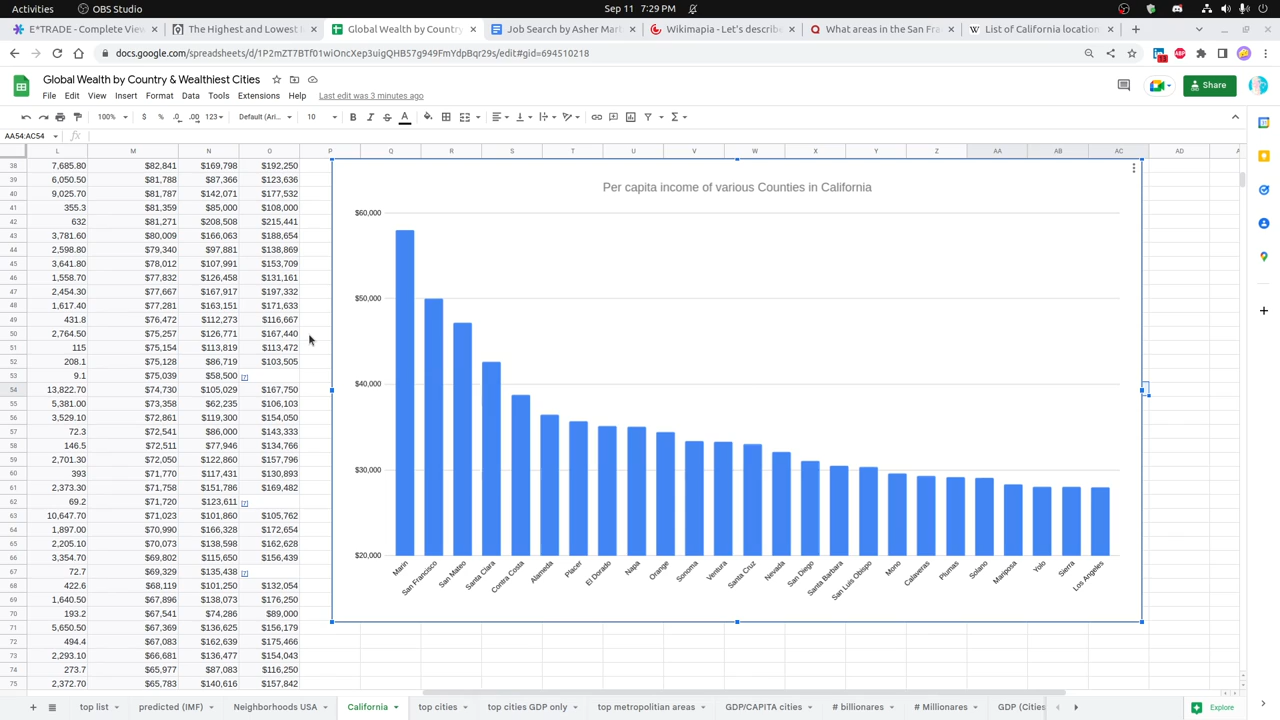 Activities OBS Studio Sep 11 7:29 PM
E*TRADE - Complete View The Highest and Lowest I Global Wealth by Country Job Search by Asher Mart Wikimapia - Let's describe What areas in the San Fra List of California location
docs.google.com/spreadsheets/d/1P2mZT7BTf01wiOncXep3uigQHB57g949FmYdpBqr29s/edit#gid=694510218
Global Wealth by Country & Wealthiest Cities
File Edit View Insert Format Data Tools Extensions Help Last edit was 3 minutes ago
Share
100% $ % .0 .00 123 Default (Ari... 10 B I S A
AA54:AC54 fx
L M N O P Q R S T U V W X Y Z AA AB AC AD
38 7,685.80 $82,841 $169,798 $192,250
39 6,050.50 $81,788 $87,366 $123,636
40 9,025.70 $81,787 $142,071 $177,532
41 355.3 $81,359 $85,000 $108,000
42 632 $81,271 $208,508 $215,441
43 3,781.60 $80,009 $166,063 $188,654
44 2,598.80 $79,340 $97,881 $138,869
45 3,641.80 $78,012 $107,991 $153,709
46 1,558.70 $77,832 $126,458 $131,161
47 2,454.30 $77,667 $167,917 $197,332
48 1,617.40 $77,281 $163,151 $171,633
49 431.8 $76,472 $112,273 $116,667
50 2,764.50 $75,257 $126,771 $167,440
51 115 $75,154 $113,819 $113,472
52 208.1 $75,128 $86,719 $103,505
53 9.1 $75,039 $58,500 [7]
54 13,822.70 $74,730 $105,029 $167,750
55 5,381.00 $73,358 $62,235 $106,103
56 3,529.10 $72,861 $119,300 $154,050
57 72.3 $72,541 $86,000 $143,333
58 146.5 $72,511 $77,946 $134,766
59 2,701.30 $72,050 $122,860 $157,796
60 393 $71,770 $117,431 $130,893
61 2,373.30 $71,758 $151,786 $169,482
62 69.2 $71,720 $123,611 [7]
63 10,647.70 $71,023 $101,860 $105,762
64 1,897.00 $70,990 $166,328 $172,654
65 2,205.10 $70,073 $138,598 $162,628
66 3,354.70 $69,802 $115,650 $156,439
67 72.7 $69,329 $135,438 [7]
68 422.6 $68,119 $101,250 $132,054
69 1,640.50 $67,896 $138,073 $176,250
70 193.2 $67,541 $74,286 $89,000
71 5,650.50 $67,369 $136,625 $156,179
72 494.4 $67,083 $162,639 $175,466
73 2,293.10 $66,681 $136,477 $154,043
74 273.7 $65,977 $87,083 $116,250
75 2,372.70 $65,783 $140,616 $157,842
Per capita income of various Counties in California
$60,000
$50,000
$40,000
$30,000
$20,000
Marin San Francisco San Mateo Santa Clara Contra Costa Alameda Placer El Dorado Napa Orange Sonoma Ventura Santa Cruz Nevada San Diego Santa Barbara San Luis Obispo Mono Calaveras Plumas Solano Mariposa Yolo Sierra Los Angeles
top list predicted (IMF) Neighborhoods USA California top cities top cities GDP only top metropolitan areas GDP/CAPITA cities # billionares # Millionares GDP (Cities Explore